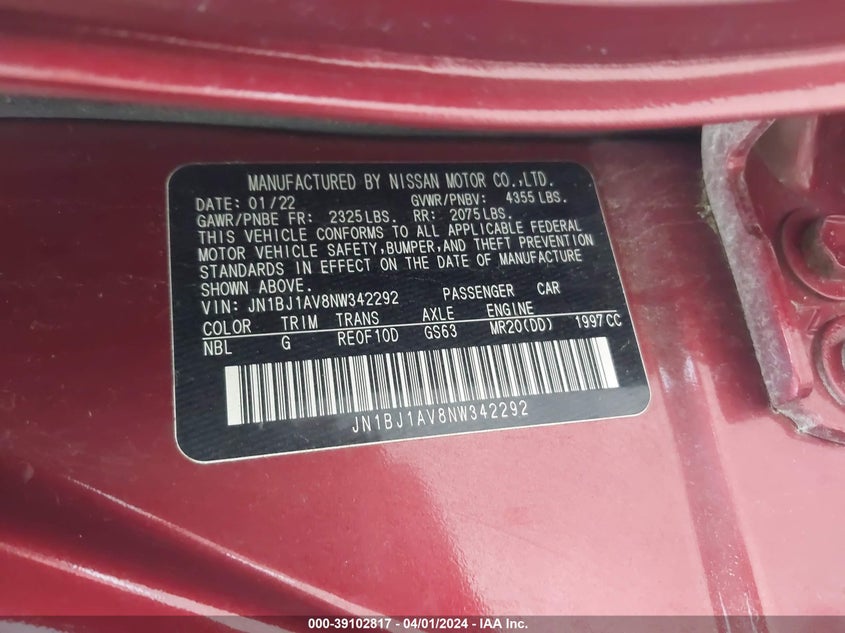 MANUFACTURED BY NISSAN MOTOR CO.,LTD.
DATE: 01/22 GVWR/PNBV: 4355 LBS.
GAWR/PNBE FR: 2325 LBS. RR: 2075 LBS.
THIS VEHICLE CONFORMS TO ALL APPLICABLE FEDERAL
MOTOR VEHICLE SAFETY, BUMPER, AND THEFT PREVENTION
STANDARDS IN EFFECT ON THE DATE OF MANUFACTURE
SHOWN ABOVE.
VIN: JN1BJ1AV8NW342292 PASSENGER CAR
COLOR TRIM TRANS AXLE ENGINE
NBL G RE0F10D GS63 MR20(DD) 1997CC
JN1BJ1AV8NW342292
000-39102817 - 04/01/2024 - IAA Inc.